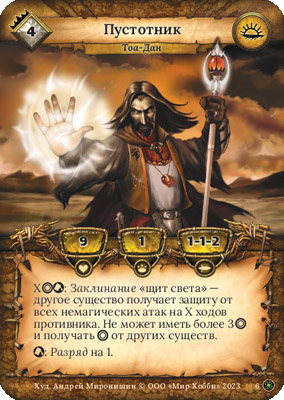 4
Пустотник
Тоа-Дан
9 1 1-1-2
X: Заклинание «щит света» —
другое существо получает защиту от
всех немагических атак на X ходов
противника. Не может иметь более 3
и получать от других существ.
: Разряд на 1.
Худ. Андрей Мironишин © ООО «Мир Хобби» 2023 6